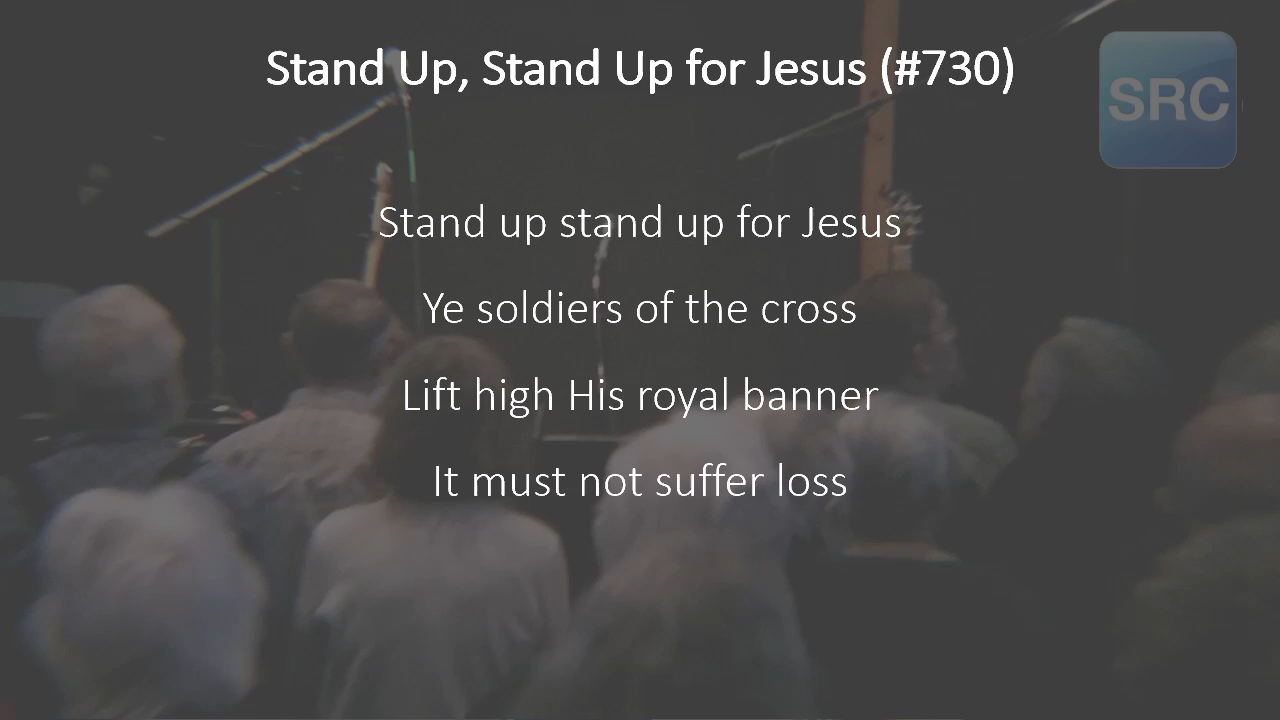 Stand Up, Stand Up for Jesus (#730)
SRC
Stand up stand up for Jesus
Ye soldiers of the cross
Lift high His royal banner
It must not suffer loss